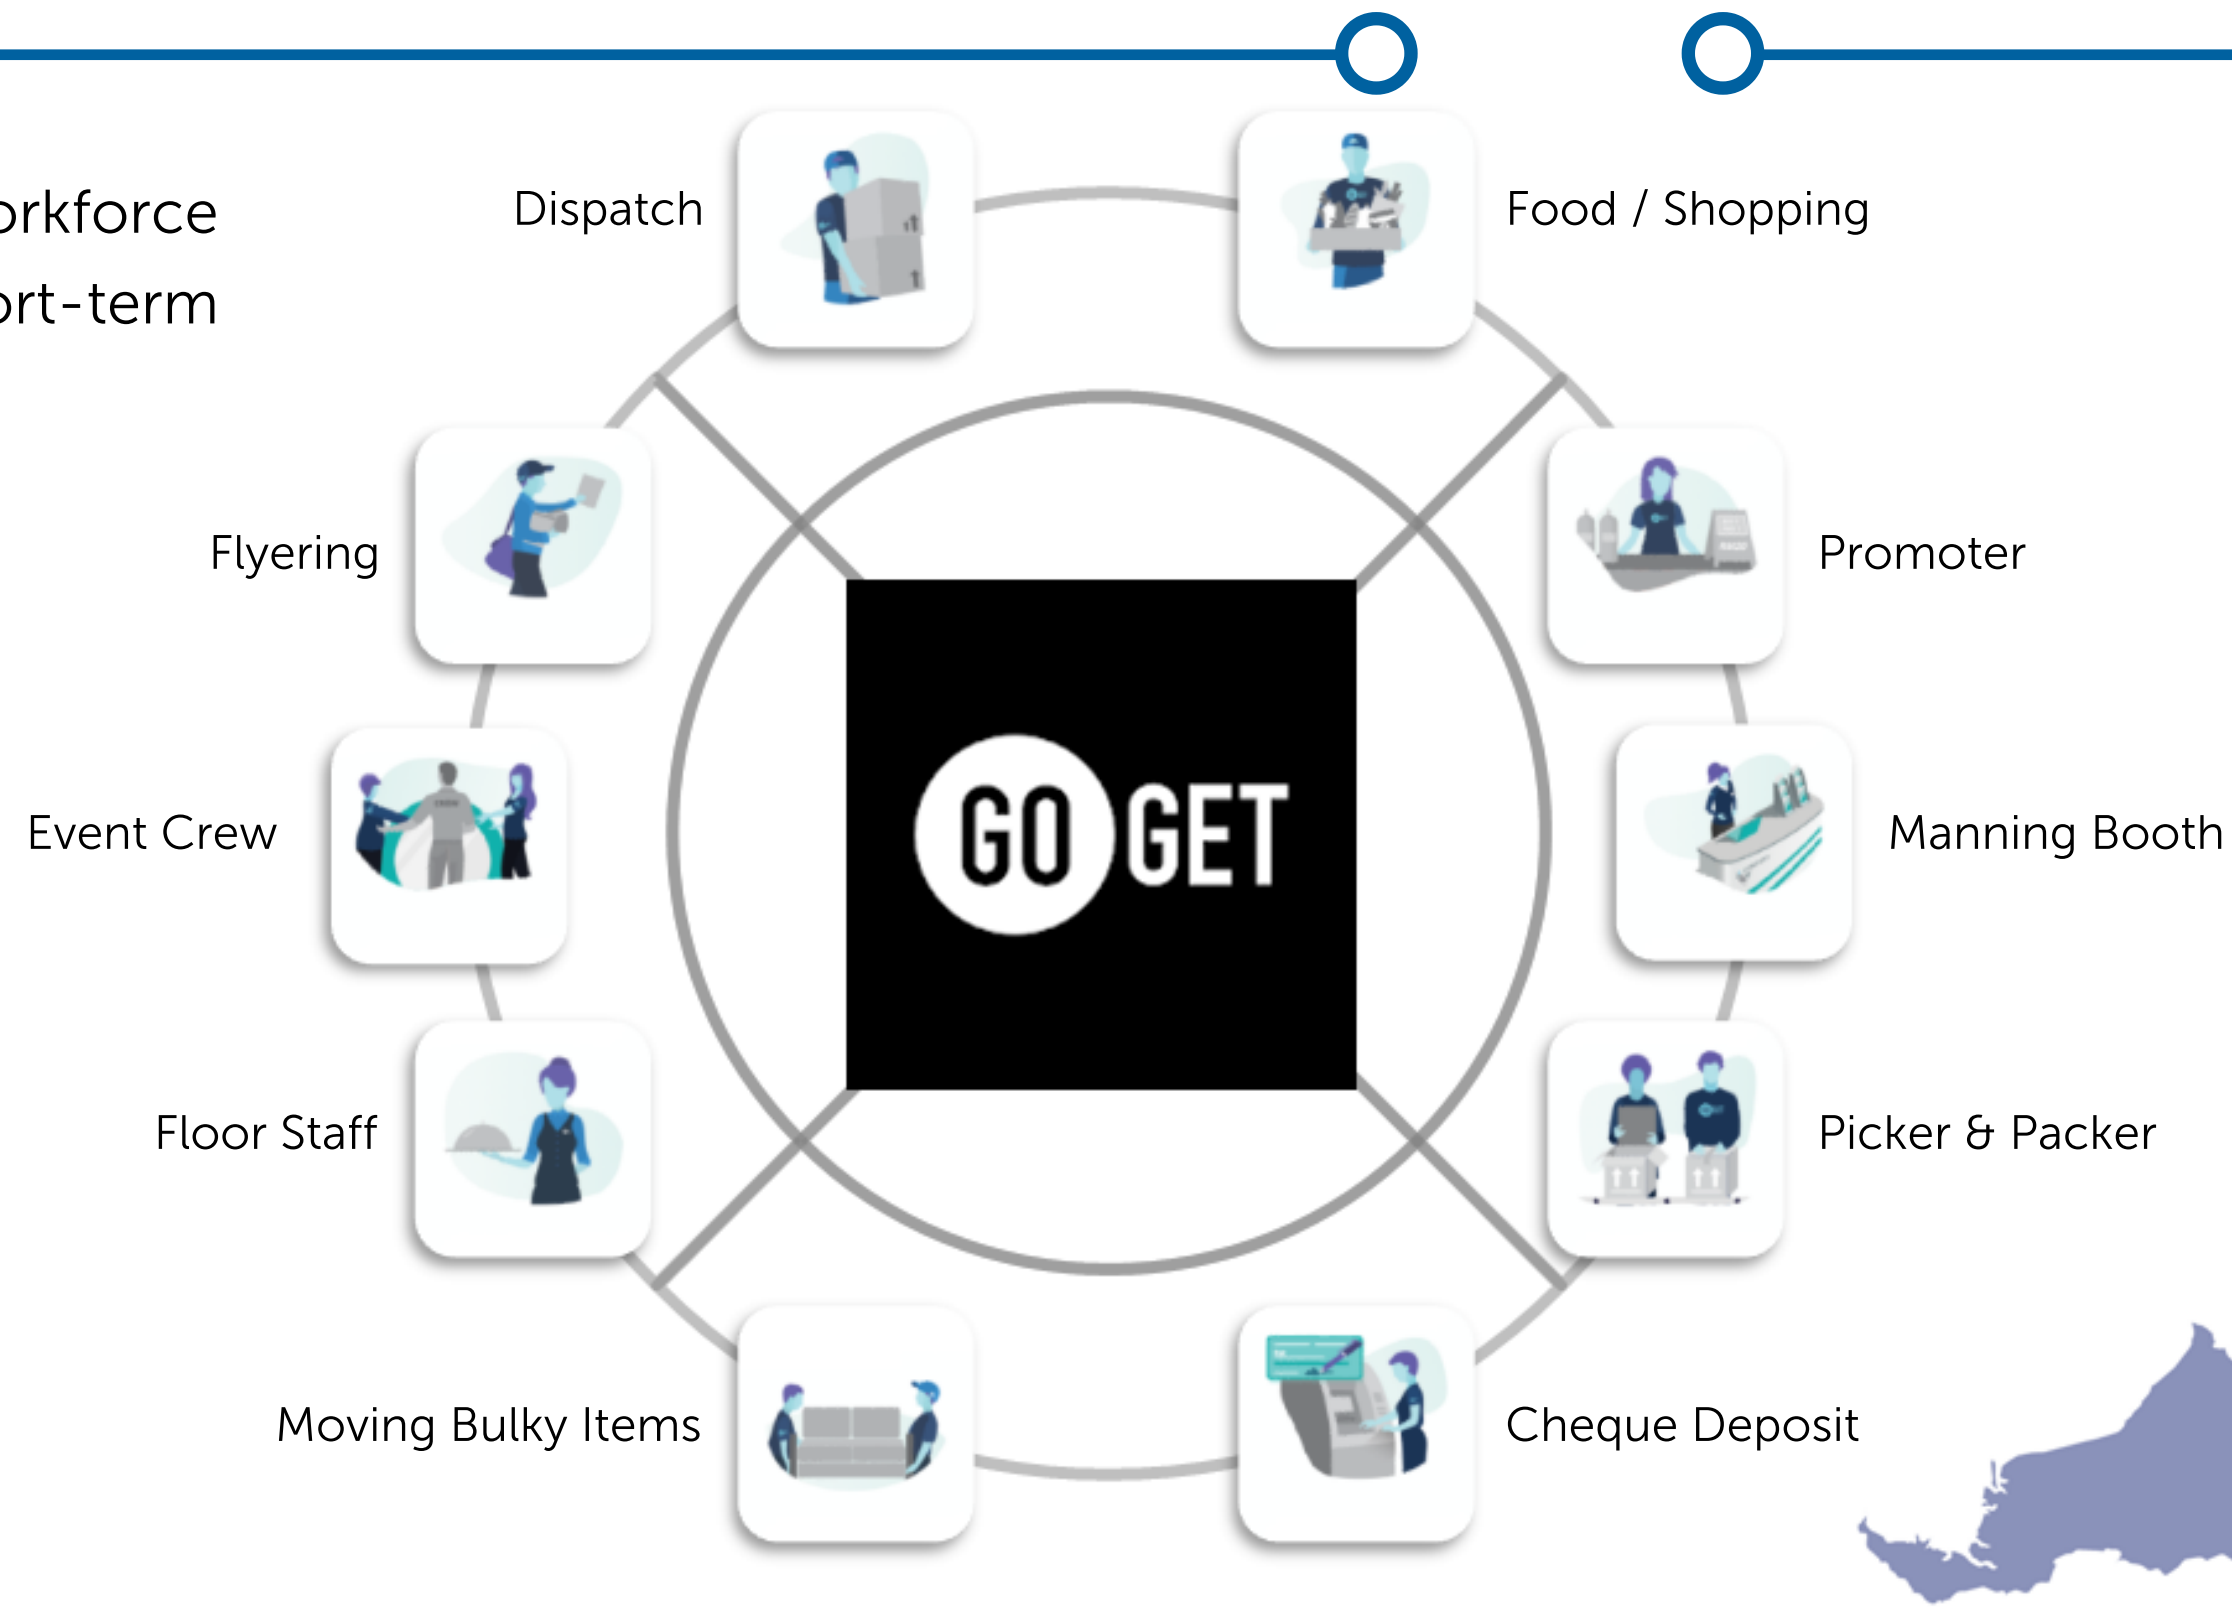 orkforce
ort-term
Dispatch
Food / Shopping
Flyering
Promoter
GO GET
Event Crew
Manning Booth
Floor Staff
Picker & Packer
Moving Bulky Items
Cheque Deposit